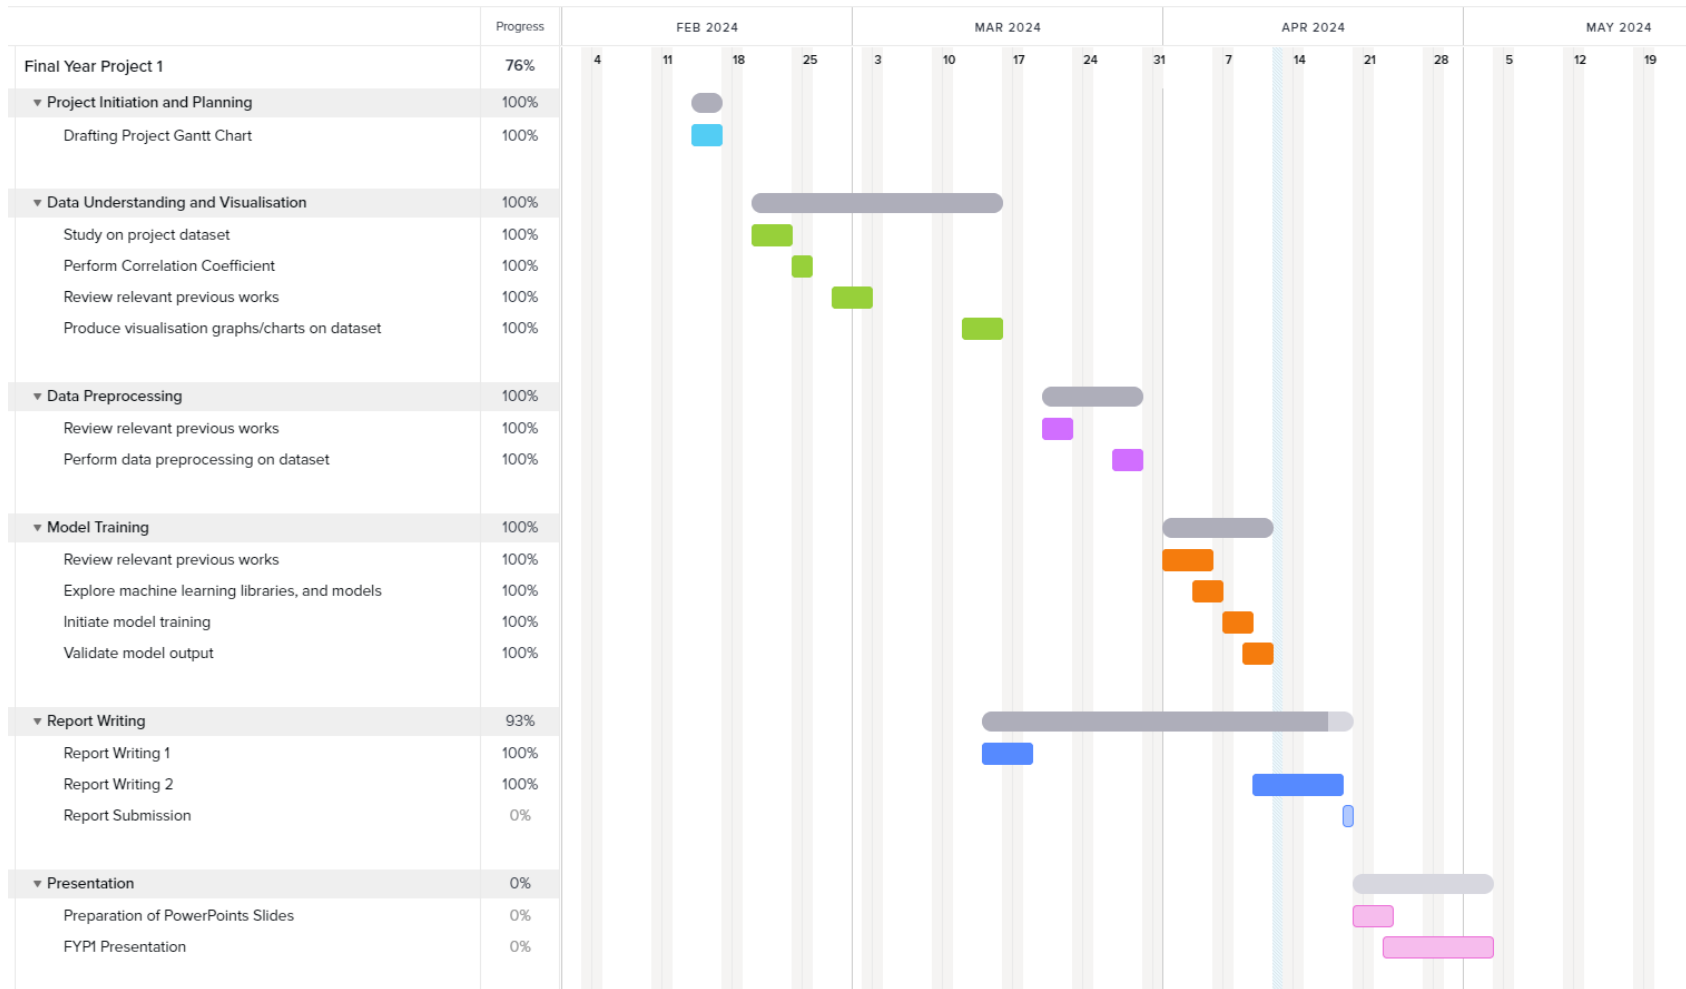 Progress FEB 2024 MAR 2024 APR 2024 MAY 2024
4 11 18 25 3 10 17 24 31 7 14 21 28 5 12 19
Final Year Project 1 76%
Project Initiation and Planning 100%
Drafting Project Gantt Chart 100%
Data Understanding and Visualisation 100%
Study on project dataset 100%
Perform Correlation Coefficient 100%
Review relevant previous works 100%
Produce visualisation graphs/charts on dataset 100%
Data Preprocessing 100%
Review relevant previous works 100%
Perform data preprocessing on dataset 100%
Model Training 100%
Review relevant previous works 100%
Explore machine learning libraries, and models 100%
Initiate model training 100%
Validate model output 100%
Report Writing 93%
Report Writing 1 100%
Report Writing 2 100%
Report Submission 0%
Presentation 0%
Preparation of PowerPoints Slides 0%
FYP1 Presentation 0%